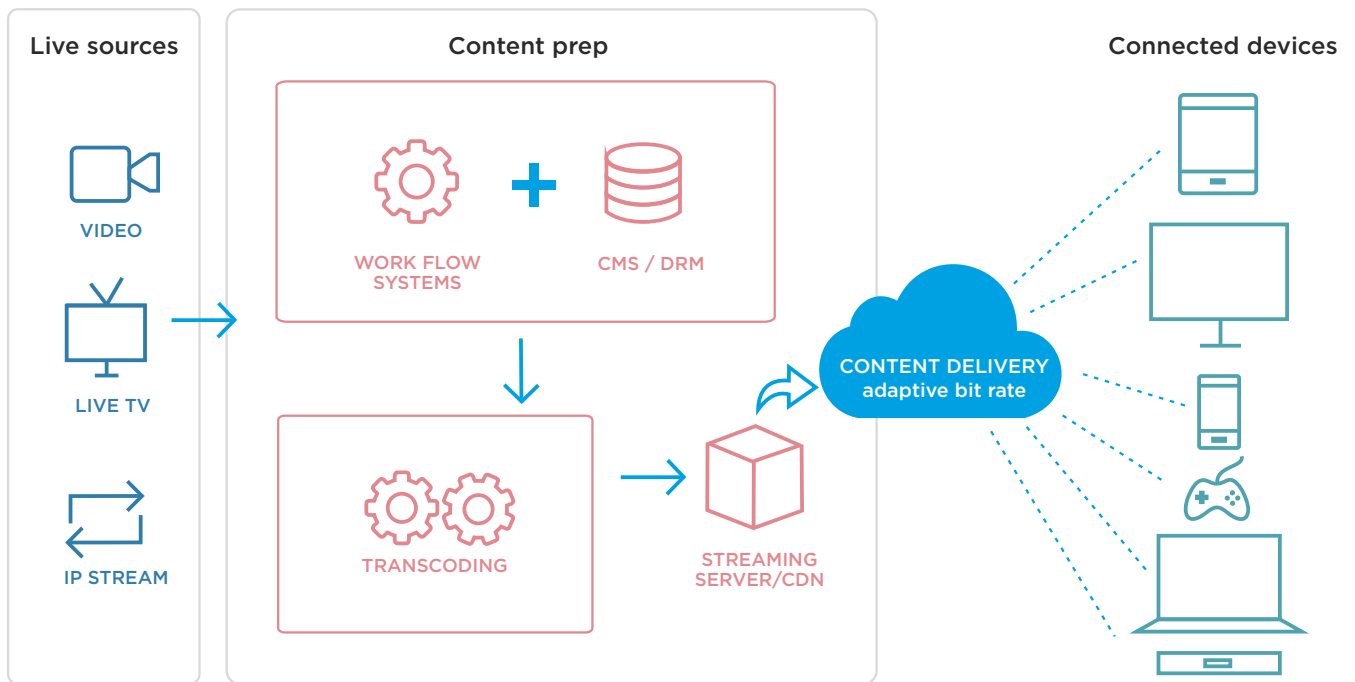 Live sources
VIDEO
LIVE TV
IP STREAM
Content prep
WORK FLOW
SYSTEMS
CMS / DRM
TRANSCODING
STREAMING
SERVER/CDN
CONTENT DELIVERY
adaptive bit rate
Connected devices